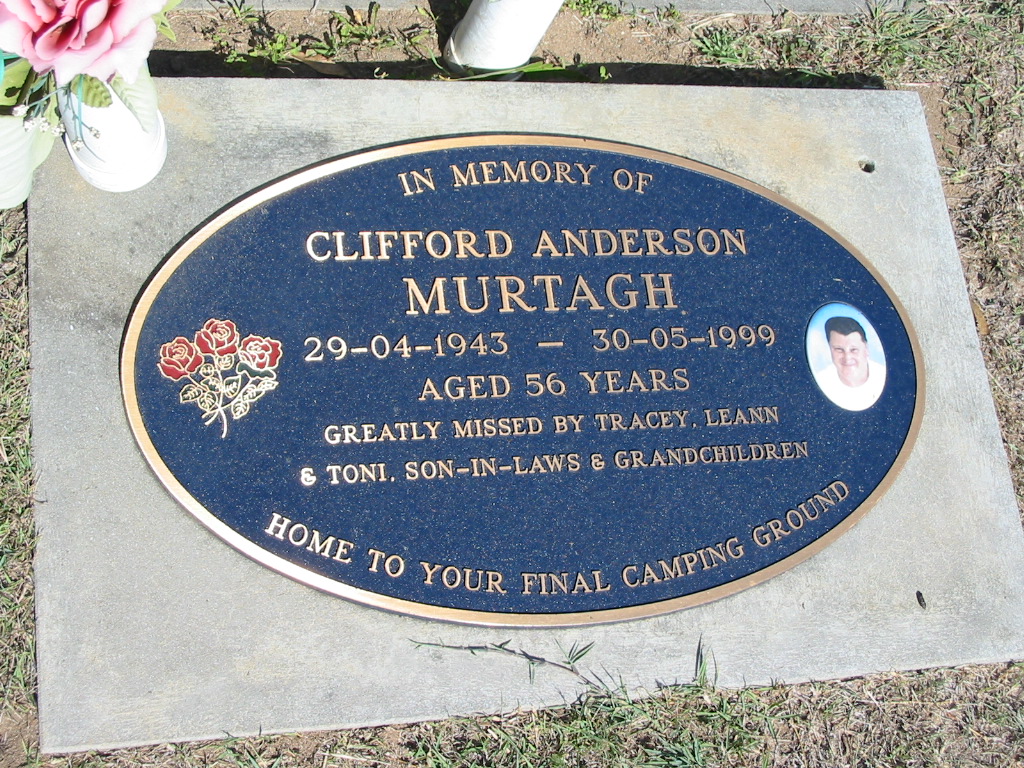 IN MEMORY OF
CLIFFORD ANDERSON
MURTAGH
29-04-1943 – 30-05-1999
AGED 56 YEARS
GREATLY MISSED BY TRACEY, LEANN
& TONI, SON-IN-LAWS & GRANDCHILDREN
HOME TO YOUR FINAL CAMPING GROUND